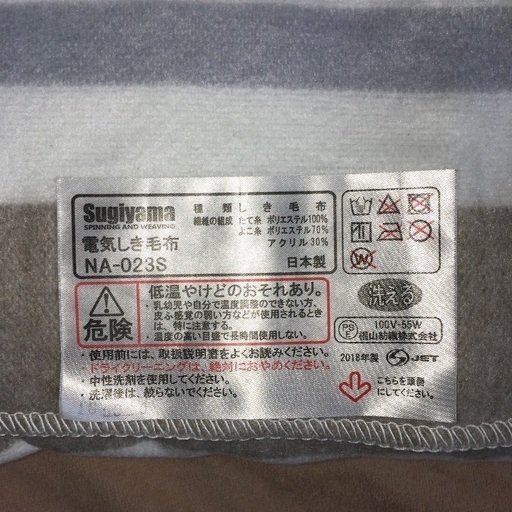 Sugiyama
SPINNING AND WEAVING
電気しき毛布
NA-023S
種類 しき毛布
繊維の組成 たて糸 ポリエステル100%
よこ糸 ポリエステル70%
アクリル30%
日本製
危険
低温やけどのおそれあり。
・乳幼児や自分で温度調節のできない方、
皮ふ感覚の弱い方などが使用されるとき
は、特に注意する。
・温度の高い目盛で長時間使用しない。
・使用前には、取扱説明書をよくお読みください。
・ドライクリーニングは、絶対におやめください。
・中性洗剤を使用してください。
・洗濯後は、絞らないでください。
W
洗える
PS
E
100V-55W
椙山紡織株式会社
2018年製
JET
こちらを頭側
にしてください。